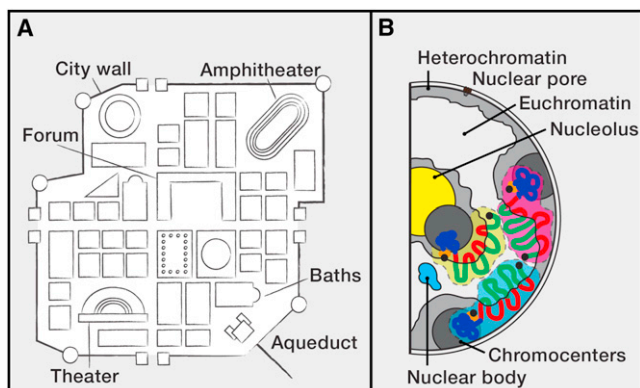 A
City wall
Amphitheater
Forum
Baths
Aqueduct
Theater
B
Heterochromatin
Nuclear pore
Euchromatin
Nucleolus
Chromocenters
Nuclear body